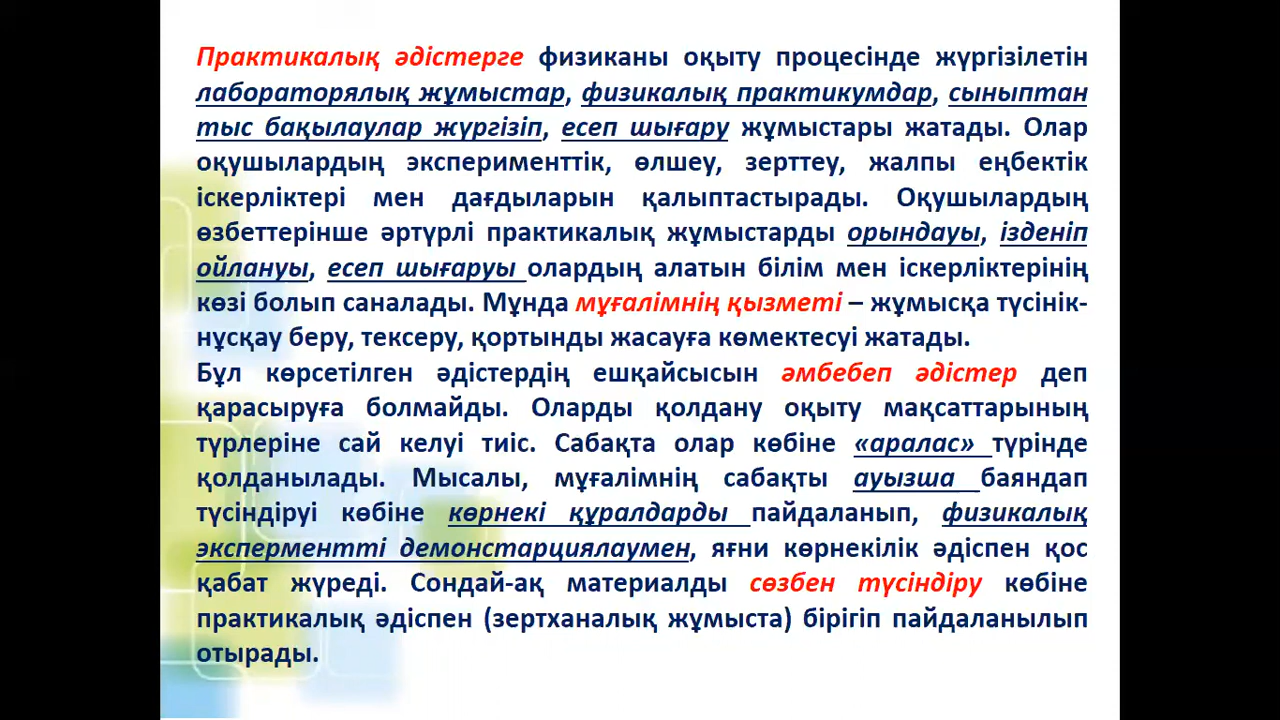 Практикалық әдістерге физиканы оқыту процесінде жүргізілетін
лабораторялық жұмыстар, физикалық практикумдар, сыныптан
тыс бақылаулар жүргізіп, есеп шығару жұмыстары жатады. Олар
оқушылардың эксперименттік, өлшеу, зерттеу, жалпы еңбектік
іскерліктері мен дағдыларын қалыптастырады. Оқушылардың
өзбеттерінше әртүрлі практикалық жұмыстарды орындауы, ізденіп
ойлануы, есеп шығаруы олардың алатын білім мен іскерліктерінің
көзі болып саналады. Мұнда мұғалімнің қызметі – жұмысқа түсінік-
нұсқау беру, тексеру, қортынды жасауға көмектесуі жатады.
Бұл көрсетілген әдістердің ешқайсысын әмбебеп әдістер деп
қарасыруға болмайды. Оларды қолдану оқыту мақсаттарының
түрлеріне сай келуі тиіс. Сабақта олар көбіне «аралас» түрінде
қолданылады. Мысалы, мұғалімнің сабақты ауызша баяндап
түсіндіруі көбіне көрнекі құралдарды пайдаланып, физикалық
эксперментті демонстарциялаумен, яғни көрнекілік әдіспен қос
қабат жүреді. Сондай-ақ материалды сөзбен түсіндіру көбіне
практикалық әдіспен (зертханалық жұмыста) бірігіп пайдаланылып
отырады.